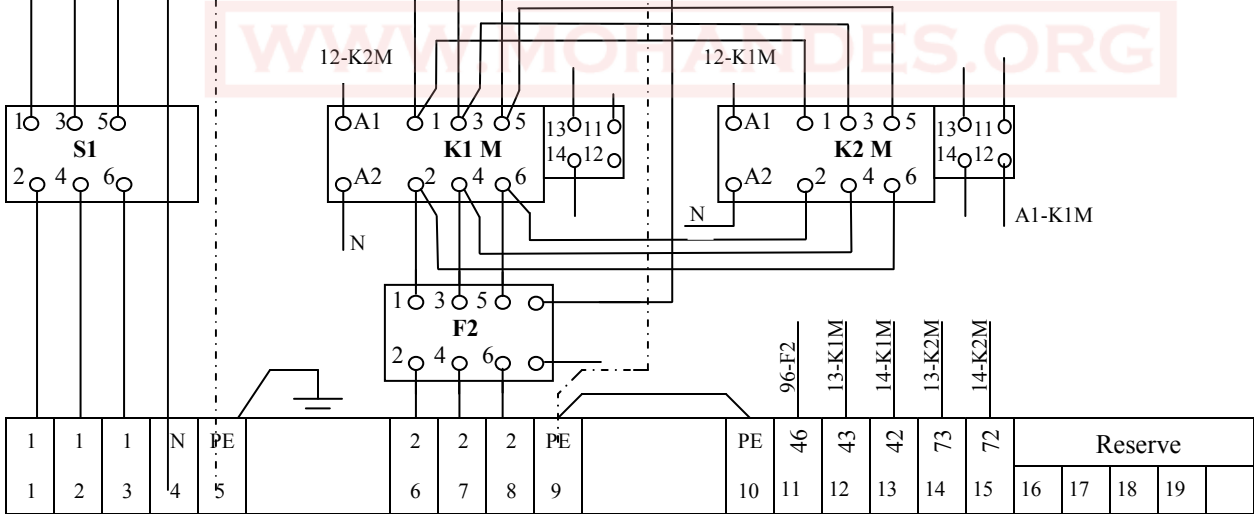 WWW.MOHANDES.ORG
12-K2M 12-K1M
1 3 5 A1 1 3 5 13 11 A1 1 3 5 13 11
S1 K1 M K2 M
14 12 14 12
2 4 6 A2 2 4 6 A2 2 4 6
N N A1-K1M
1 3 5
F2
2 4 6
96-F2 13-K1M 14-K1M 13-K2M 14-K2M
1 1 1 N PE 2 2 2 PE PE 46 43 42 73 72 Reserve
1 2 3 4 5 6 7 8 9 10 11 12 13 14 15 16 17 18 19